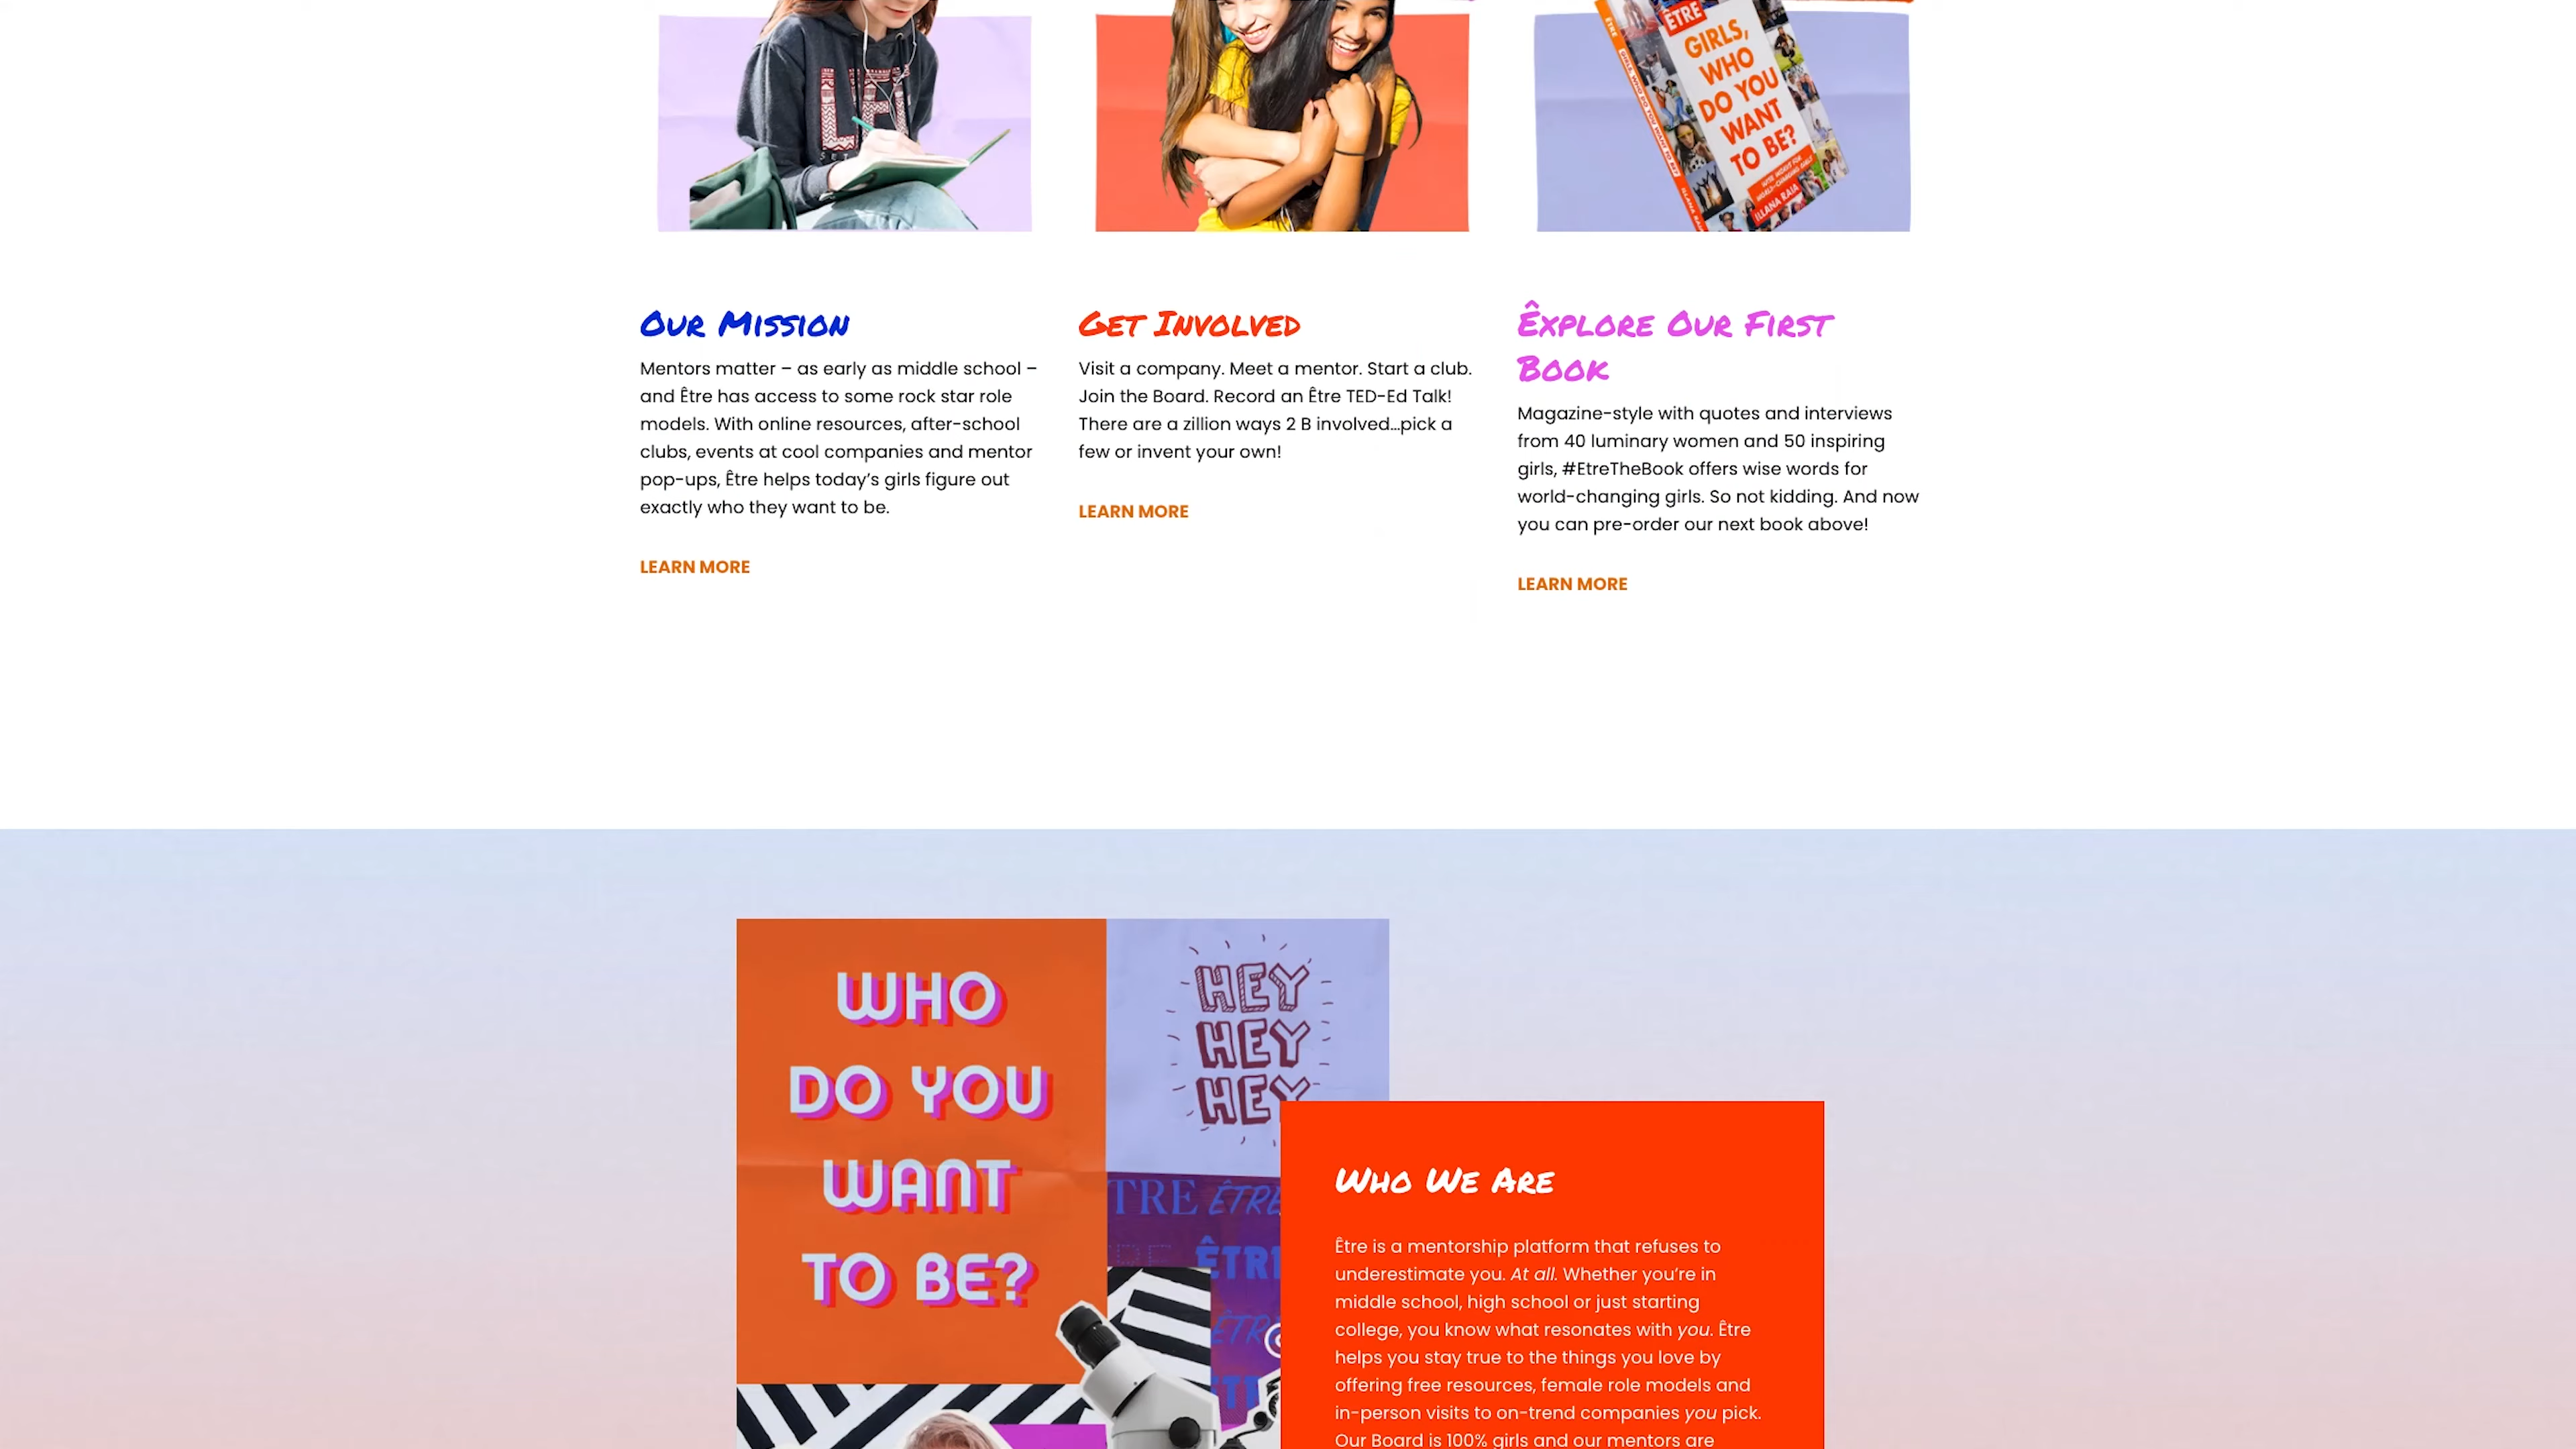 ÊTRE
GIRLS,
WHO
DO YOU
WANT
TO BE?
ILLANA RAIA
Our Mission
Mentors matter – as early as middle school –
and Être has access to some rock star role
models. With online resources, after-school
clubs, events at cool companies and mentor
pop-ups, Être helps today’s girls figure out
exactly who they want to be.
LEARN MORE
Get Involved
Visit a company. Meet a mentor. Start a club.
Join the Board. Record an Être TED-Ed Talk!
There are a zillion ways 2 B involved...pick a
few or invent your own!
LEARN MORE
Êxplore Our First
Book
Magazine-style with quotes and interviews
from 40 luminary women and 50 inspiring
girls, #EtreTheBook offers wise words for
world-changing girls. So not kidding. And now
you can pre-order our next book above!
LEARN MORE
WHO
DO YOU
WANT
TO BE?
HEY
HEY
HEY
TRE ÊTRE
ÊTR
ÊTR
Who We Are
Être is a mentorship platform that refuses to
underestimate you. At all. Whether you’re in
middle school, high school or just starting
college, you know what resonates with you. Être
helps you stay true to the things you love by
offering free resources, female role models and
in-person visits to on-trend companies you pick.
Our Board is 100% girls and our mentors are